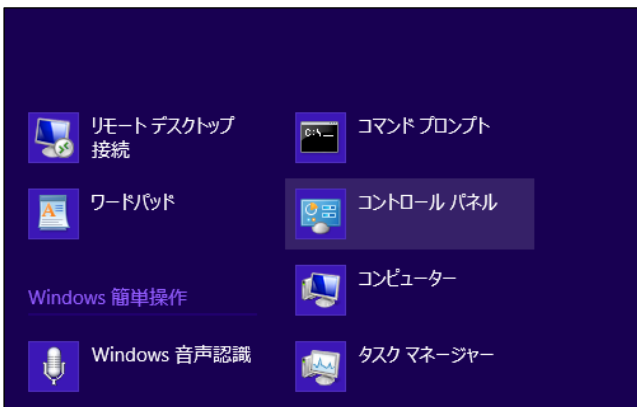 リモート デスクトップ
接続
ワードパッド
Windows 簡単操作
Windows 音声認識
C:\_
コマンド プロンプト
コントロール パネル
コンピューター
タスク マネージャー